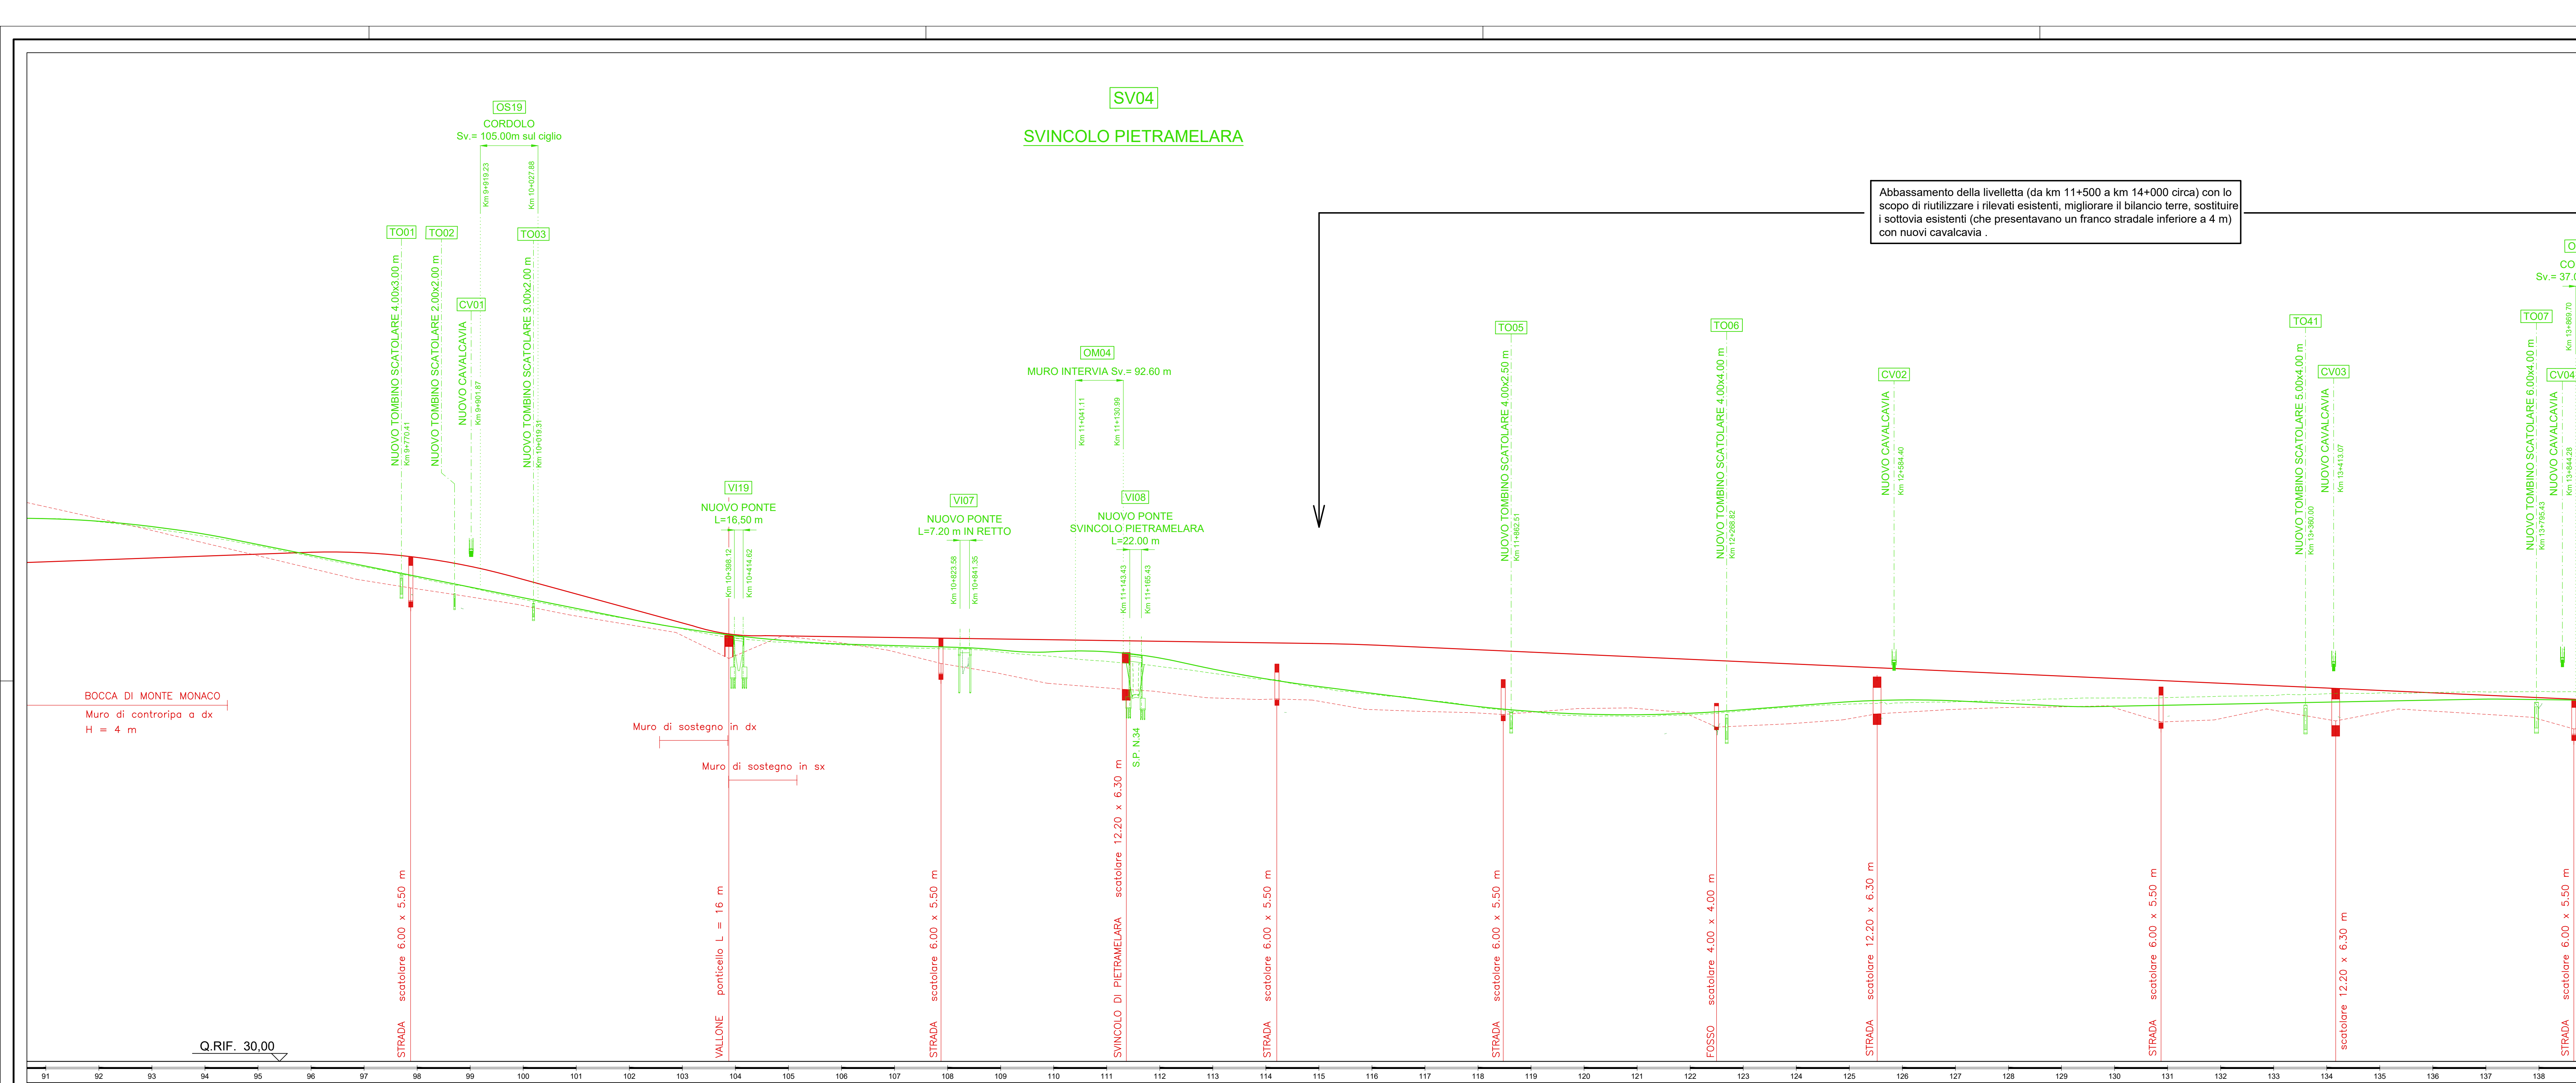 SV04
SVINCOLO PIETRAMELARA
OS19
CORDOLO
Sv.= 105.00m sul ciglio
Km 9+919.23
Km 10+027.88
Abbassamento della livelletta (da km 11+500 a km 14+000 circa) con lo
scopo di riutilizzare i rilevati esistenti, migliorare il bilancio terre, sostituire
i sottovia esistenti (che presentavano un franco stradale inferiore a 4 m)
con nuovi cavalcavia .
TO01
NUOVO TOMBINO SCATOLARE 4.00x3.00 m
Km 9+770.41
TO02
NUOVO TOMBINO SCATOLARE 2.00x2.00 m
CV01
NUOVO CAVALCAVIA
Km 9+901.67
TO03
NUOVO TOMBINO SCATOLARE 3.00x2.00 m
Km 10+019.31
VI19
NUOVO PONTE
L=16,50 m
Km 10+398.12
Km 10+414.62
VI07
NUOVO PONTE
L=7.20 m IN RETTO
Km 10+823.58
Km 10+841.35
OM04
MURO INTERVIA Sv.= 92.60 m
Km 11+041.11
Km 11+130.99
VI08
NUOVO PONTE
SVINCOLO PIETRAMELARA
L=22.00 m
Km 11+143.43
Km 11+165.43
S.P. N.34
TO05
NUOVO TOMBINO SCATOLARE 4.00x2.50 m
Km 11+862.51
TO06
NUOVO TOMBINO SCATOLARE 4.00x4.00 m
Km 12+268.82
CV02
NUOVO CAVALCAVIA
Km 12+584.40
TO41
NUOVO TOMBINO SCATOLARE 5.00x4.00 m
Km 13+360.00
CV03
NUOVO CAVALCAVIA
Km 13+413.07
TO07
NUOVO TOMBINO SCATOLARE 6.00x4.00 m
Km 13+795.43
CV04
NUOVO CAVALCAVIA
Km 13+844.28
O
CO
Sv.= 37.0
Km 13+869.70
BOCCA DI MONTE MONACO
Muro di controripa a dx
H = 4 m
Muro di sostegno in dx
Muro di sostegno in sx
STRADA scatolare 6.00 x 5.50 m
VALLONE ponticello L = 16 m
STRADA scatolare 6.00 x 5.50 m
SVINCOLO DI PIETRAMELARA scatolare 12.20 x 6.30 m
STRADA scatolare 6.00 x 5.50 m
STRADA scatolare 6.00 x 5.50 m
FOSSO scatolare 4.00 x 4.00 m
STRADA scatolare 12.20 x 6.30 m
STRADA scatolare 6.00 x 5.50 m
scatolare 12.20 x 6.30 m
STRADA scatolare 6.00 x 5.50 m
Q.RIF. 30,00
91 92 93 94 95 96 97 98 99 100 101 102 103 104 105 106 107 108 109 110 111 112 113 114 115 116 117 118 119 120 121 122 123 124 125 126 127 128 129 130 131 132 133 134 135 136 137 138